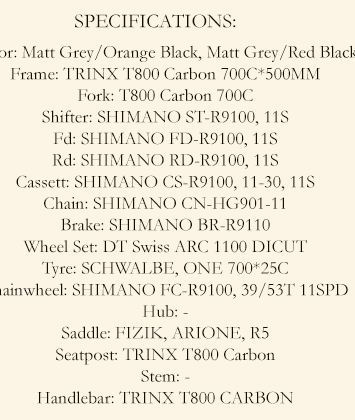 SPECIFICATIONS:
or: Matt Grey/Orange Black, Matt Grey/Red Black
Frame: TRINX T800 Carbon 700C*500MM
Fork: T800 Carbon 700C
Shifter: SHIMANO ST-R9100, 11S
Fd: SHIMANO FD-R9100, 11S
Rd: SHIMANO RD-R9100, 11S
Cassett: SHIMANO CS-R9100, 11-30, 11S
Chain: SHIMANO CN-HG901-11
Brake: SHIMANO BR-R9110
Wheel Set: DT Swiss ARC 1100 DICUT
Tyre: SCHWALBE, ONE 700*25C
ainwheel: SHIMANO FC-R9100, 39/53T 11SPD
Hub: -
Saddle: FIZIK, ARIONE, R5
Seatpost: TRINX T800 Carbon
Stem: -
Handlebar: TRINX T800 CARBON